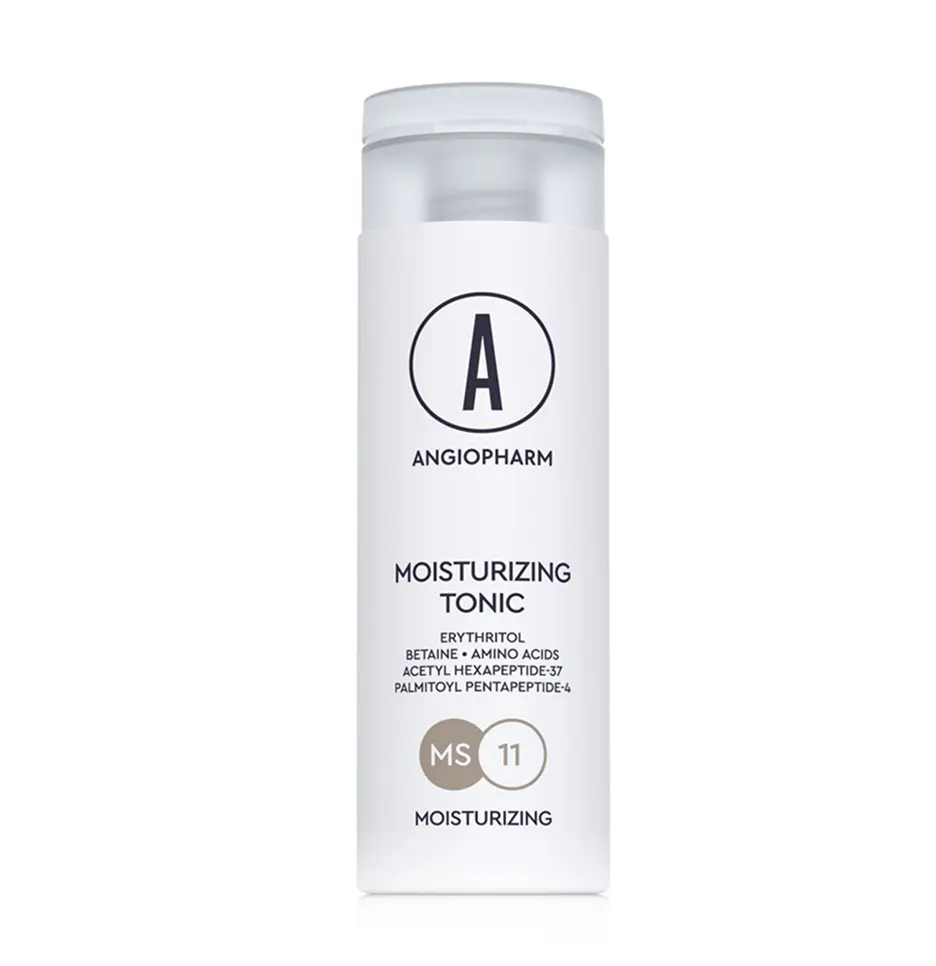 A
ANGIOPHARM
MOISTURIZING
TONIC
ERYTHRITOL
BETAINE • AMINO ACIDS
ACETYL HEXAPEPTIDE-37
PALMITOYL PENTAPEPTIDE-4
MS 11
MOISTURIZING